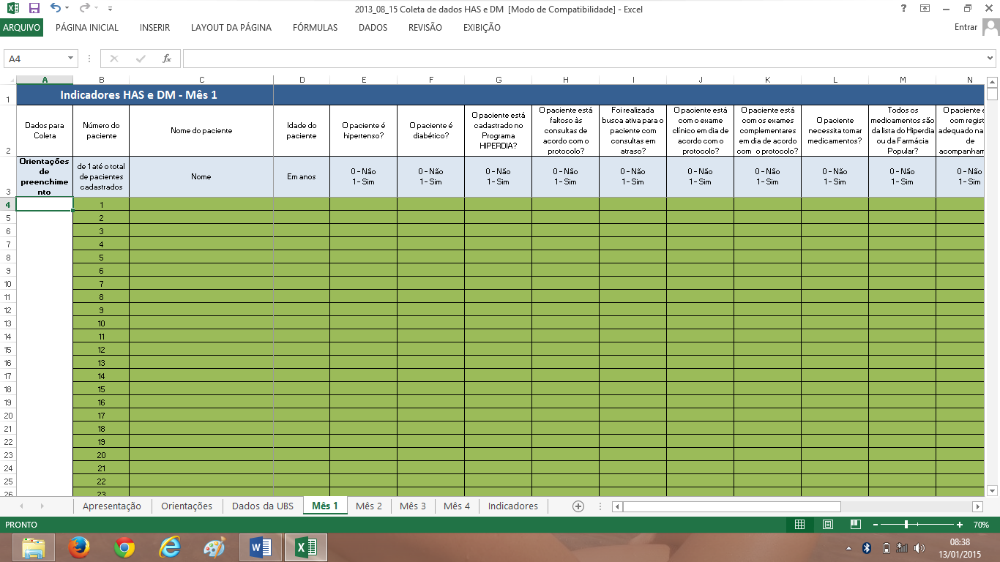 2013_08_15 Coleta de dados HAS e DM [Modo de Compatibilidade] - Excel
ARQUIVO PÁGINA INICIAL INSERIR LAYOUT DA PÁGINA FÓRMULAS DADOS REVISÃO EXIBIÇÃO Entrar
A4 fx
A B C D E F G H I J K L M N
1 Indicadores HAS e DM - Mês 1
2
Dados para
Coleta
Número do
paciente
Nome do paciente
Idade do
paciente
O paciente é
hipertenso?
O paciente é
diabético?
O paciente está
cadastrado no
Programa
HIPERDIA?
O paciente está
faltoso às
consultas de
acordo com o
protocolo?
Foi realizada
busca ativa para o
paciente com
consultas em
atraso?
O paciente está
com o exame
clínico em dia de
acordo com o
protocolo?
O paciente está
com os exames
complementares
em dia de acordo
com o protocolo?
O paciente
necessita tomar
medicamentos?
Todos os
medicamentos são
da lista do Hiperdia
ou da Farmácia
Popular?
O paciente e
com regist
adequado na
de
acompanham
3
Orientações
de
preenchime
nto
de 1 até o total
de pacientes
cadastrados
Nome
Em anos
0 - Não
1- Sim
0 - Não
1- Sim
0 - Não
1- Sim
0 - Não
1- Sim
0 - Não
1- Sim
0 - Não
1- Sim
0 - Não
1- Sim
0 - Não
1- Sim
0 - Não
1- Sim
0 - Não
1- Sim
4 1
5 2
6 3
7 4
8 5
9 6
10 7
11 8
12 9
13 10
14 11
15 12
16 13
17 14
18 15
19 16
20 17
21 18
22 19
23 20
24 21
25 22
26 23
Apresentação Orientações Dados da UBS Mês 1 Mês 2 Mês 3 Mês 4 Indicadores
PRONTO 70%
08:38
13/01/2015